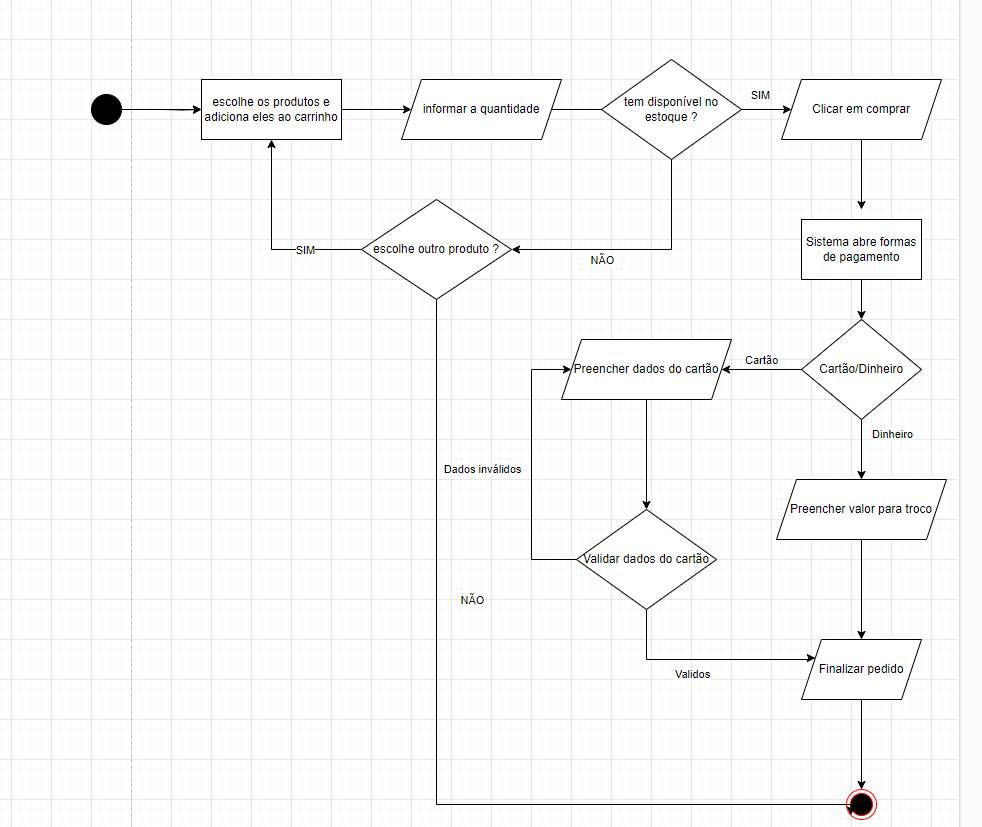 escolhe os produtos e
adiciona eles ao carrinho
informar a quantidade
tem disponível no
estoque ?
SIM
Clicar em comprar
escolhe outro produto ?
SIM
NÃO
Sistema abre formas
de pagamento
Preencher dados do cartão
Cartão
Cartão/Dinheiro
Dinheiro
Dados inválidos
Preencher valor para troco
Validar dados do cartão
NÃO
Validos
Finalizar pedido